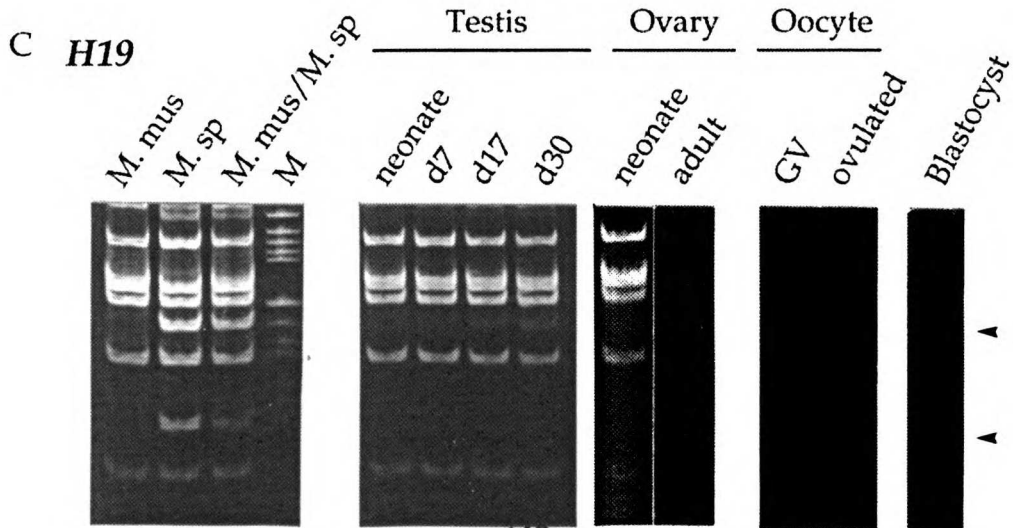 C H19
M. mus
M. sp
M. mus/M. sp
M
Testis
neonate
d7
d17
d30
Ovary
neonate
adult
Oocyte
GV
ovulated
Blastocyst